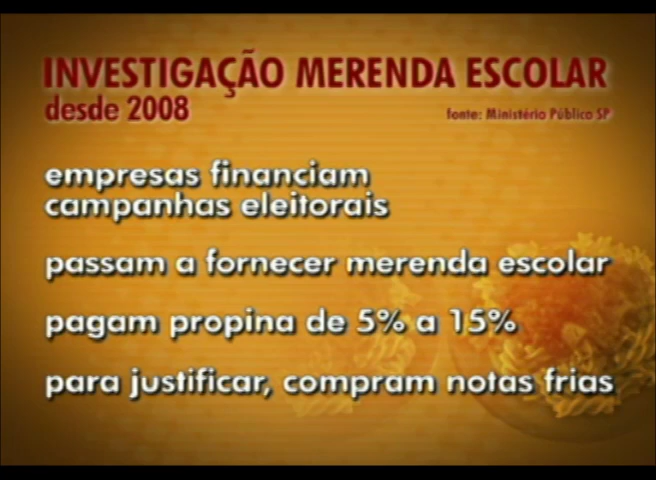 INVESTIGAÇÃO MERENDA ESCOLAR
desde 2008
fonte: Ministério Público SP
empresas financiam
campanhas eleitorais
passam a fornecer merenda escolar
pagam propina de 5% a 15%
para justificar, compram notas frias